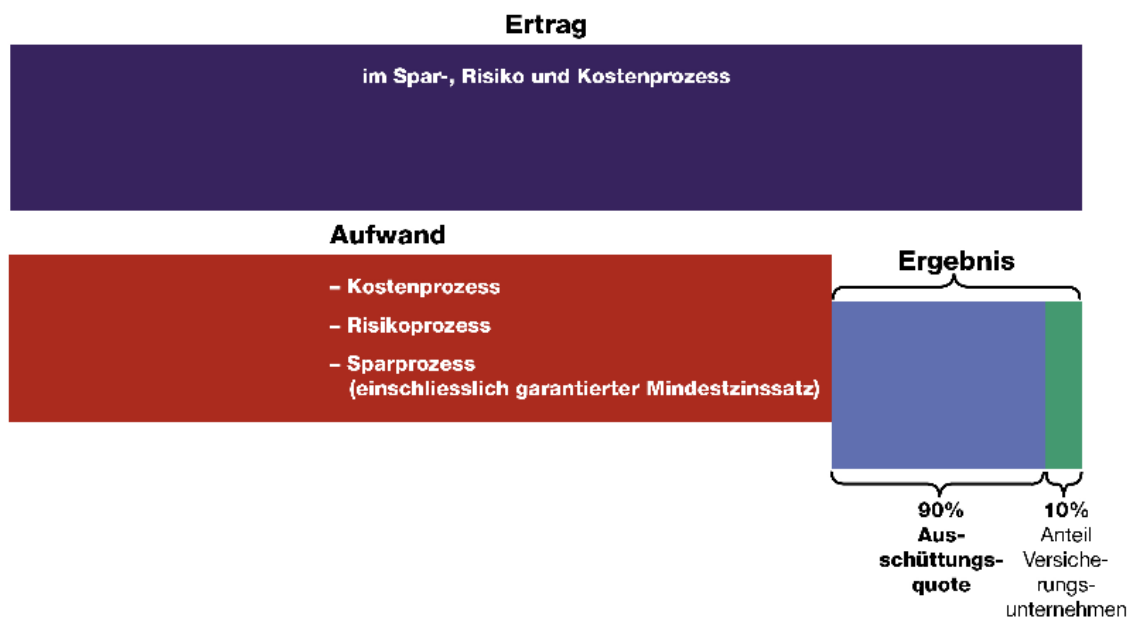 Ertrag
im Spar-, Risiko und Kostenprozess
Aufwand
– Kostenprozess
– Risikoprozess
– Sparprozess
(einschliesslich garantierter Mindestzinssatz)
Ergebnis
90%
Aus-
schüttungs-
quote
10%
Anteil
Versiche-
rungs-
unternehmen